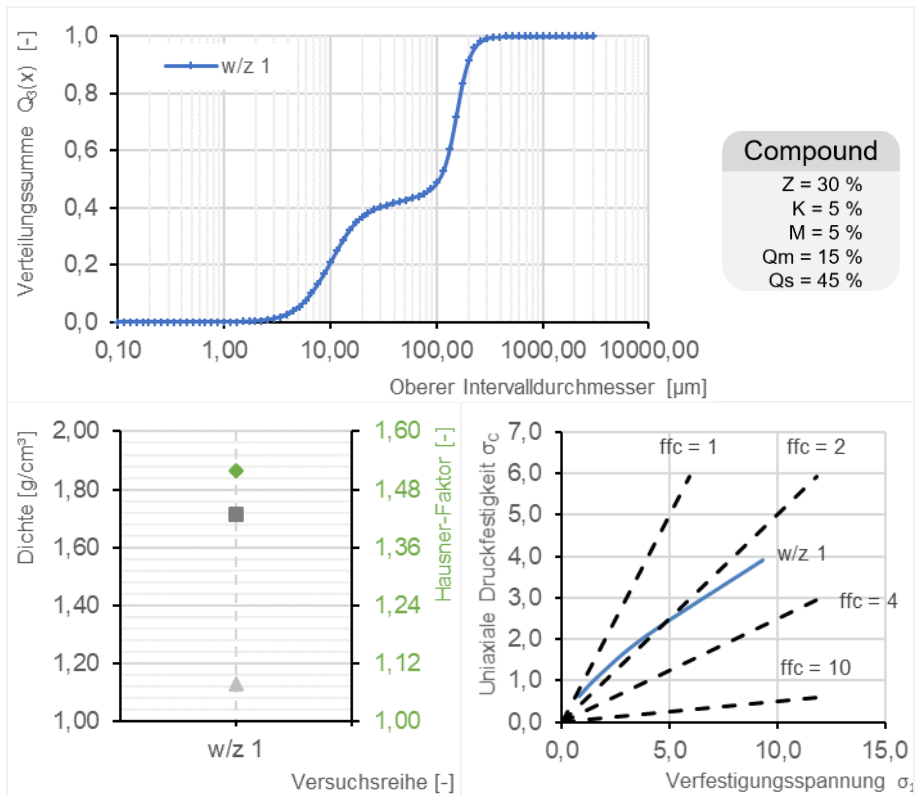 Verteilungssumme Q₃(x) [-]
1,0
0,8
0,6
0,4
0,2
0,0
w/z 1
0,10 1,00 10,00 100,00 1000,00 10000,00
Oberer Intervalldurchmesser [µm]
Compound
Z = 30 %
K = 5 %
M = 5 %
Qm = 15 %
Qs = 45 %
Dichte [g/cm³]
2,00
1,80
1,60
1,40
1,20
1,00
1,60
1,48
1,36
1,24
1,12
1,00
Hausner-Faktor [-]
w/z 1
Versuchsreihe [-]
Uniaxiale Druckfestigkeit σC
7,0
6,0
5,0
4,0
3,0
2,0
1,0
0,0
ffc = 1
ffc = 2
w/z 1
ffc = 4
ffc = 10
0,0 5,0 10,0 15,0
Verfestigungsspannung σ₁